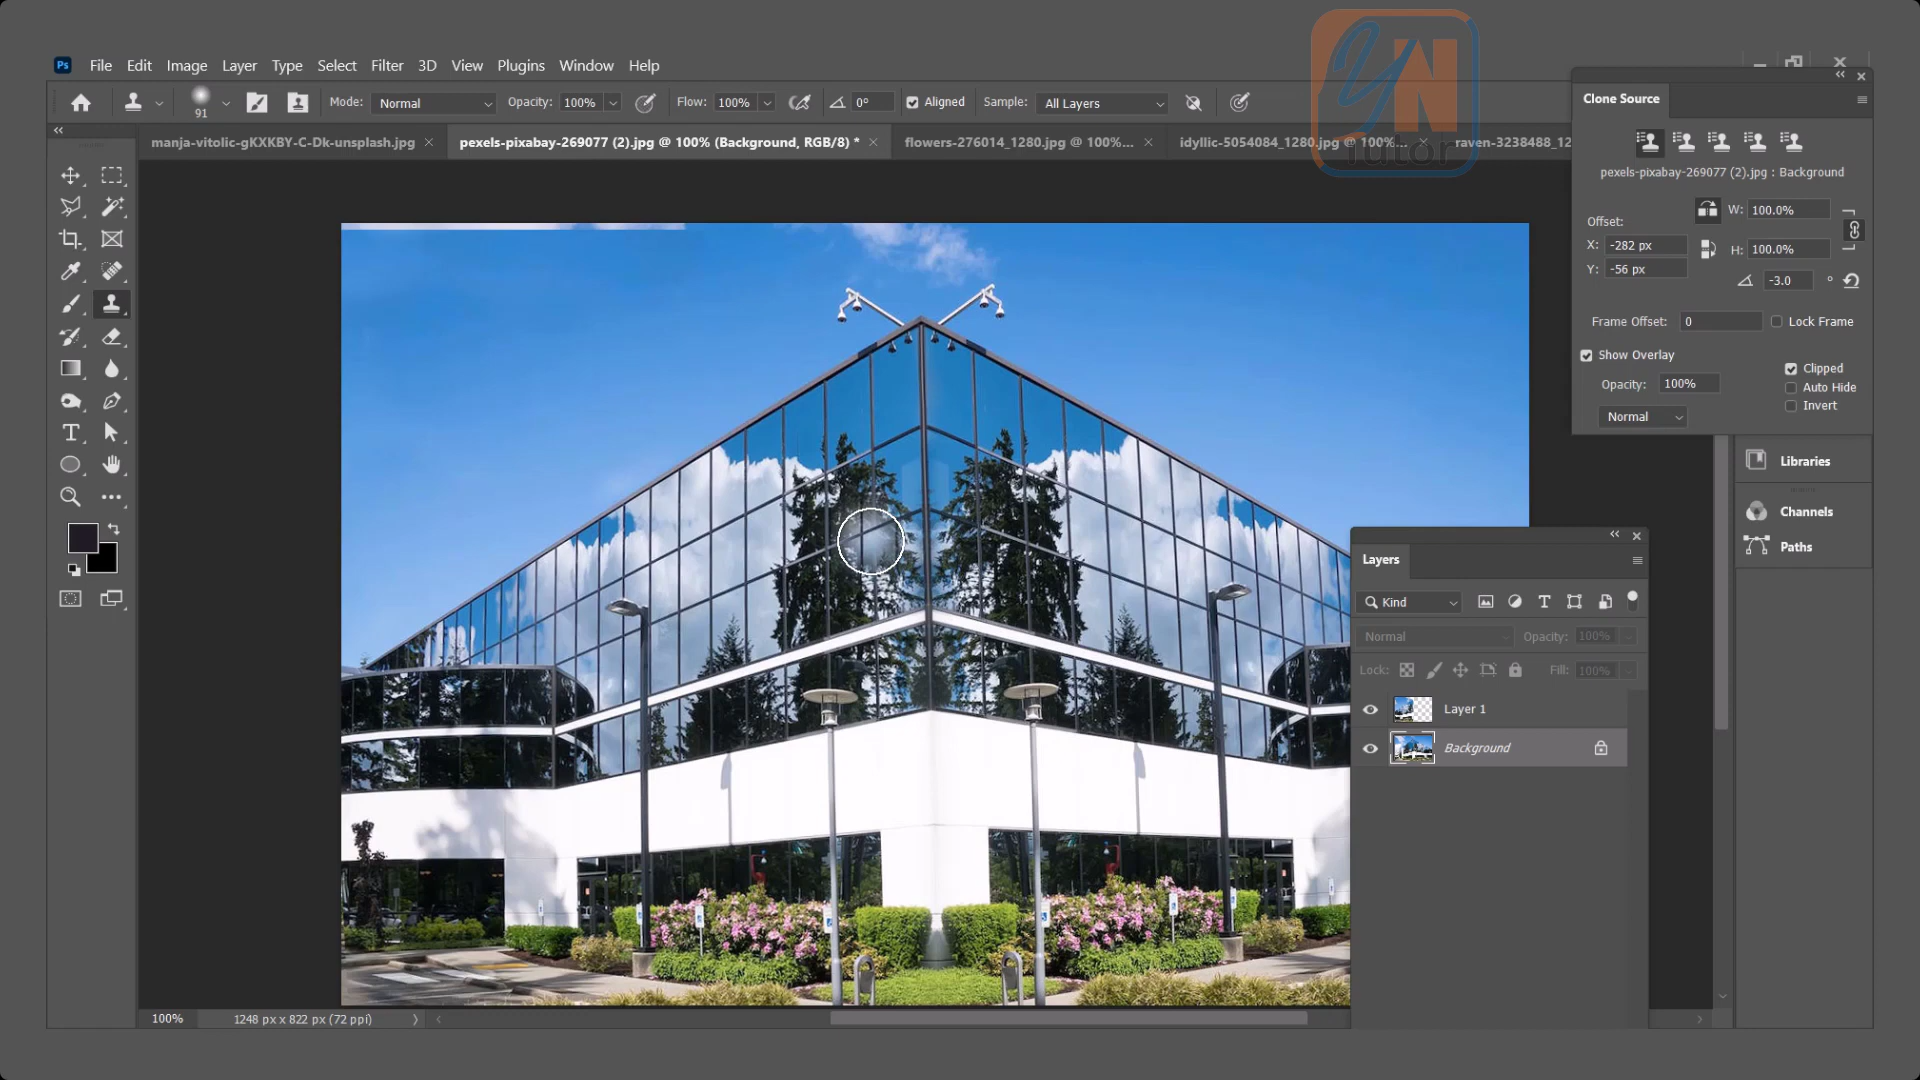 YN
Tutor
Ps File Edit Image Layer Type Select Filter 3D View Plugins Window Help
91 Mode: Normal Opacity: 100% Flow: 100% 0° Aligned Sample: All Layers
manja-vitolic-gKXKBY-C-Dk-unsplash.jpg pexels-pixabay-269077 (2).jpg @ 100% (Background, RGB/8) * flowers-276014_1280.jpg @ 100%... idyllic-5054084_1280.jpg @ 100%... raven-3238488_12
Clone Source
pexels-pixabay-269077 (2).jpg : Background
W: 100.0%
Offset:
X: -282 px
H: 100.0%
Y: -56 px
-3.0 °
Frame Offset: 0 Lock Frame
Show Overlay
Clipped
Opacity: 100%
Auto Hide
Invert
Normal
Libraries
Channels
Paths
Layers
Kind
Normal Opacity: 100%
Lock: Fill: 100%
Layer 1
Background
100% 1248 px x 822 px (72 ppi)